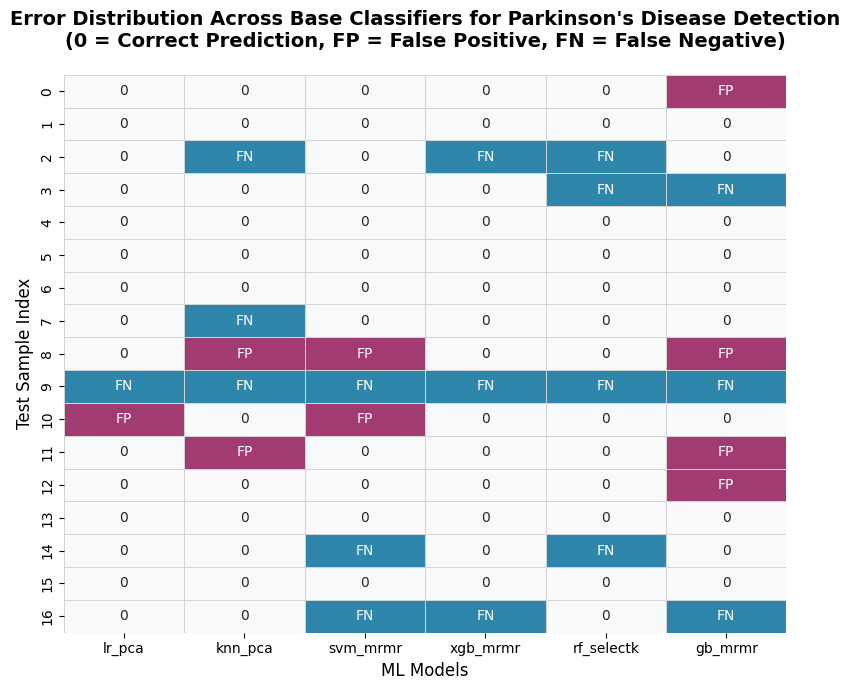 Error Distribution Across Base Classifiers for Parkinson's Disease Detection
(0 = Correct Prediction, FP = False Positive, FN = False Negative)
Test Sample Index
0 0 0 0 0 0 FP
1 0 0 0 0 0 0
2 0 FN 0 FN FN 0
3 0 0 0 0 FN FN
4 0 0 0 0 0 0
5 0 0 0 0 0 0
6 0 0 0 0 0 0
7 0 FN 0 0 0 0
8 0 FP FP 0 0 FP
9 FN FN FN FN FN FN
10 FP 0 FP 0 0 0
11 0 FP 0 0 0 FP
12 0 0 0 0 0 FP
13 0 0 0 0 0 0
14 0 0 FN 0 FN 0
15 0 0 0 0 0 0
16 0 0 FN FN 0 FN
lr_pca knn_pca svm_mrmr xgb_mrmr rf_selectk gb_mrmr
ML Models